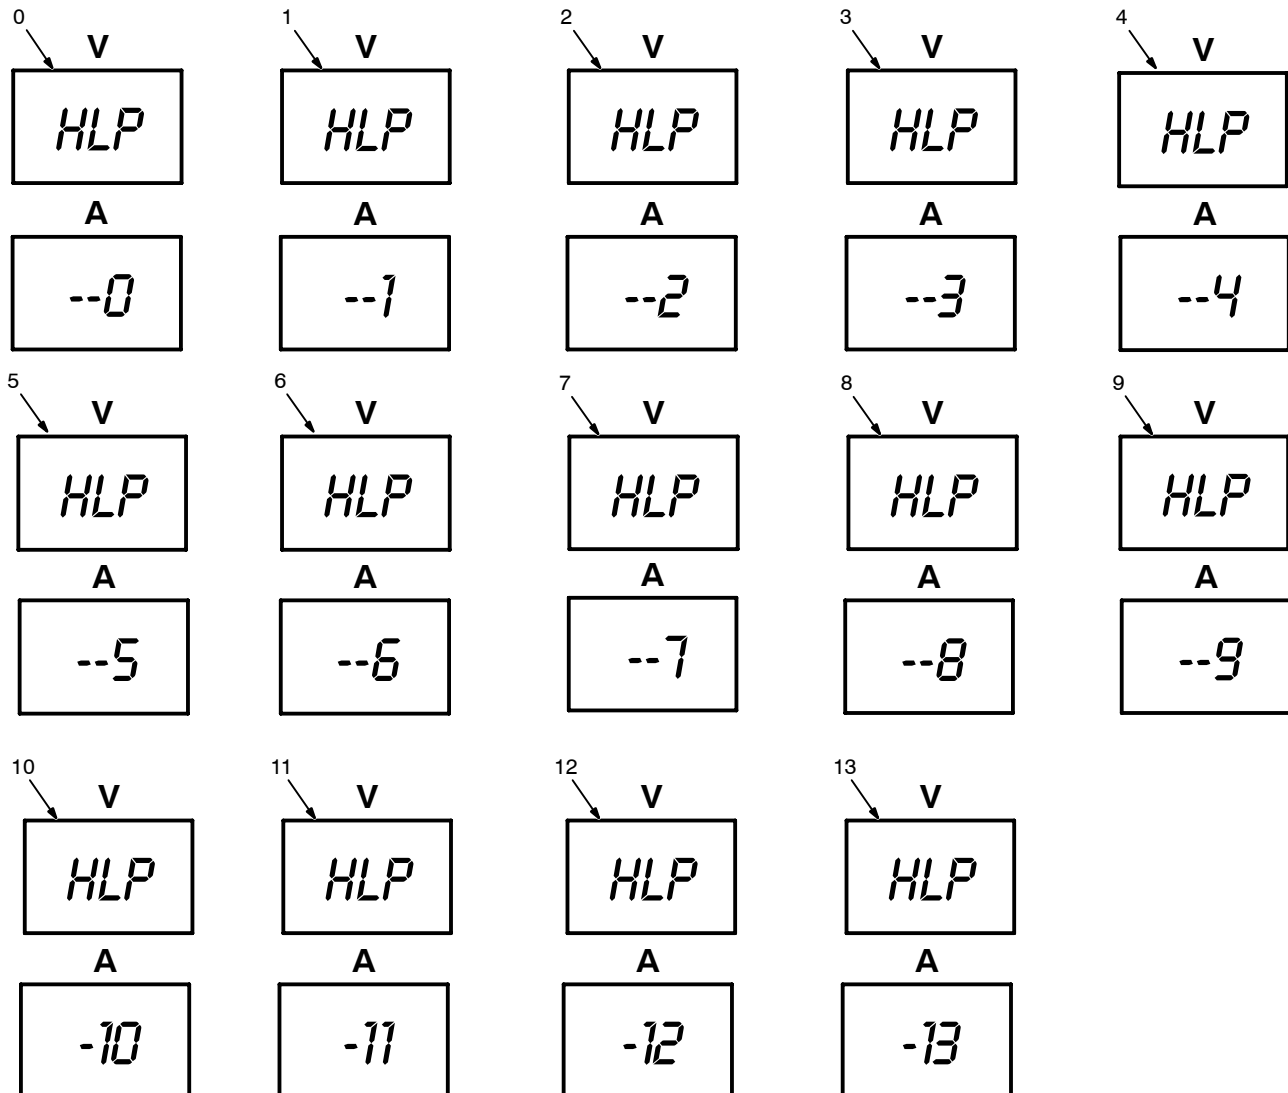 0 1 2 3 4
V V V V V
HLP HLP HLP HLP HLP
A A A A A
--0 --1 --2 --3 --4
5 6 7 8 9
V V V V V
HLP HLP HLP HLP HLP
A A A A A
--5 --6 --7 --8 --9
10 11 12 13
V V V V
HLP HLP HLP HLP
A A A A
-10 -11 -12 -13